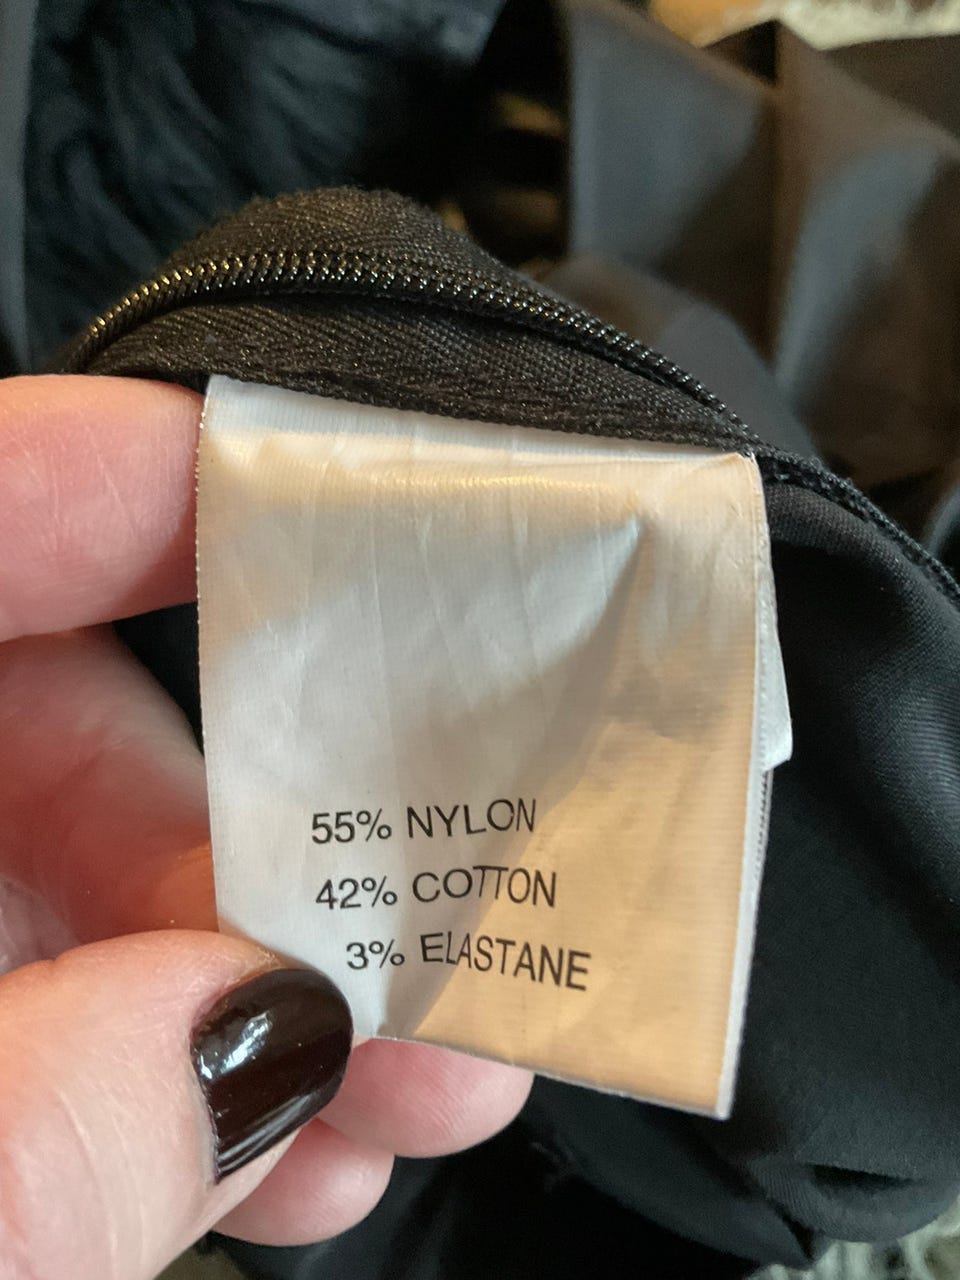 55% NYLON
42% COTTON
3% ELASTANE